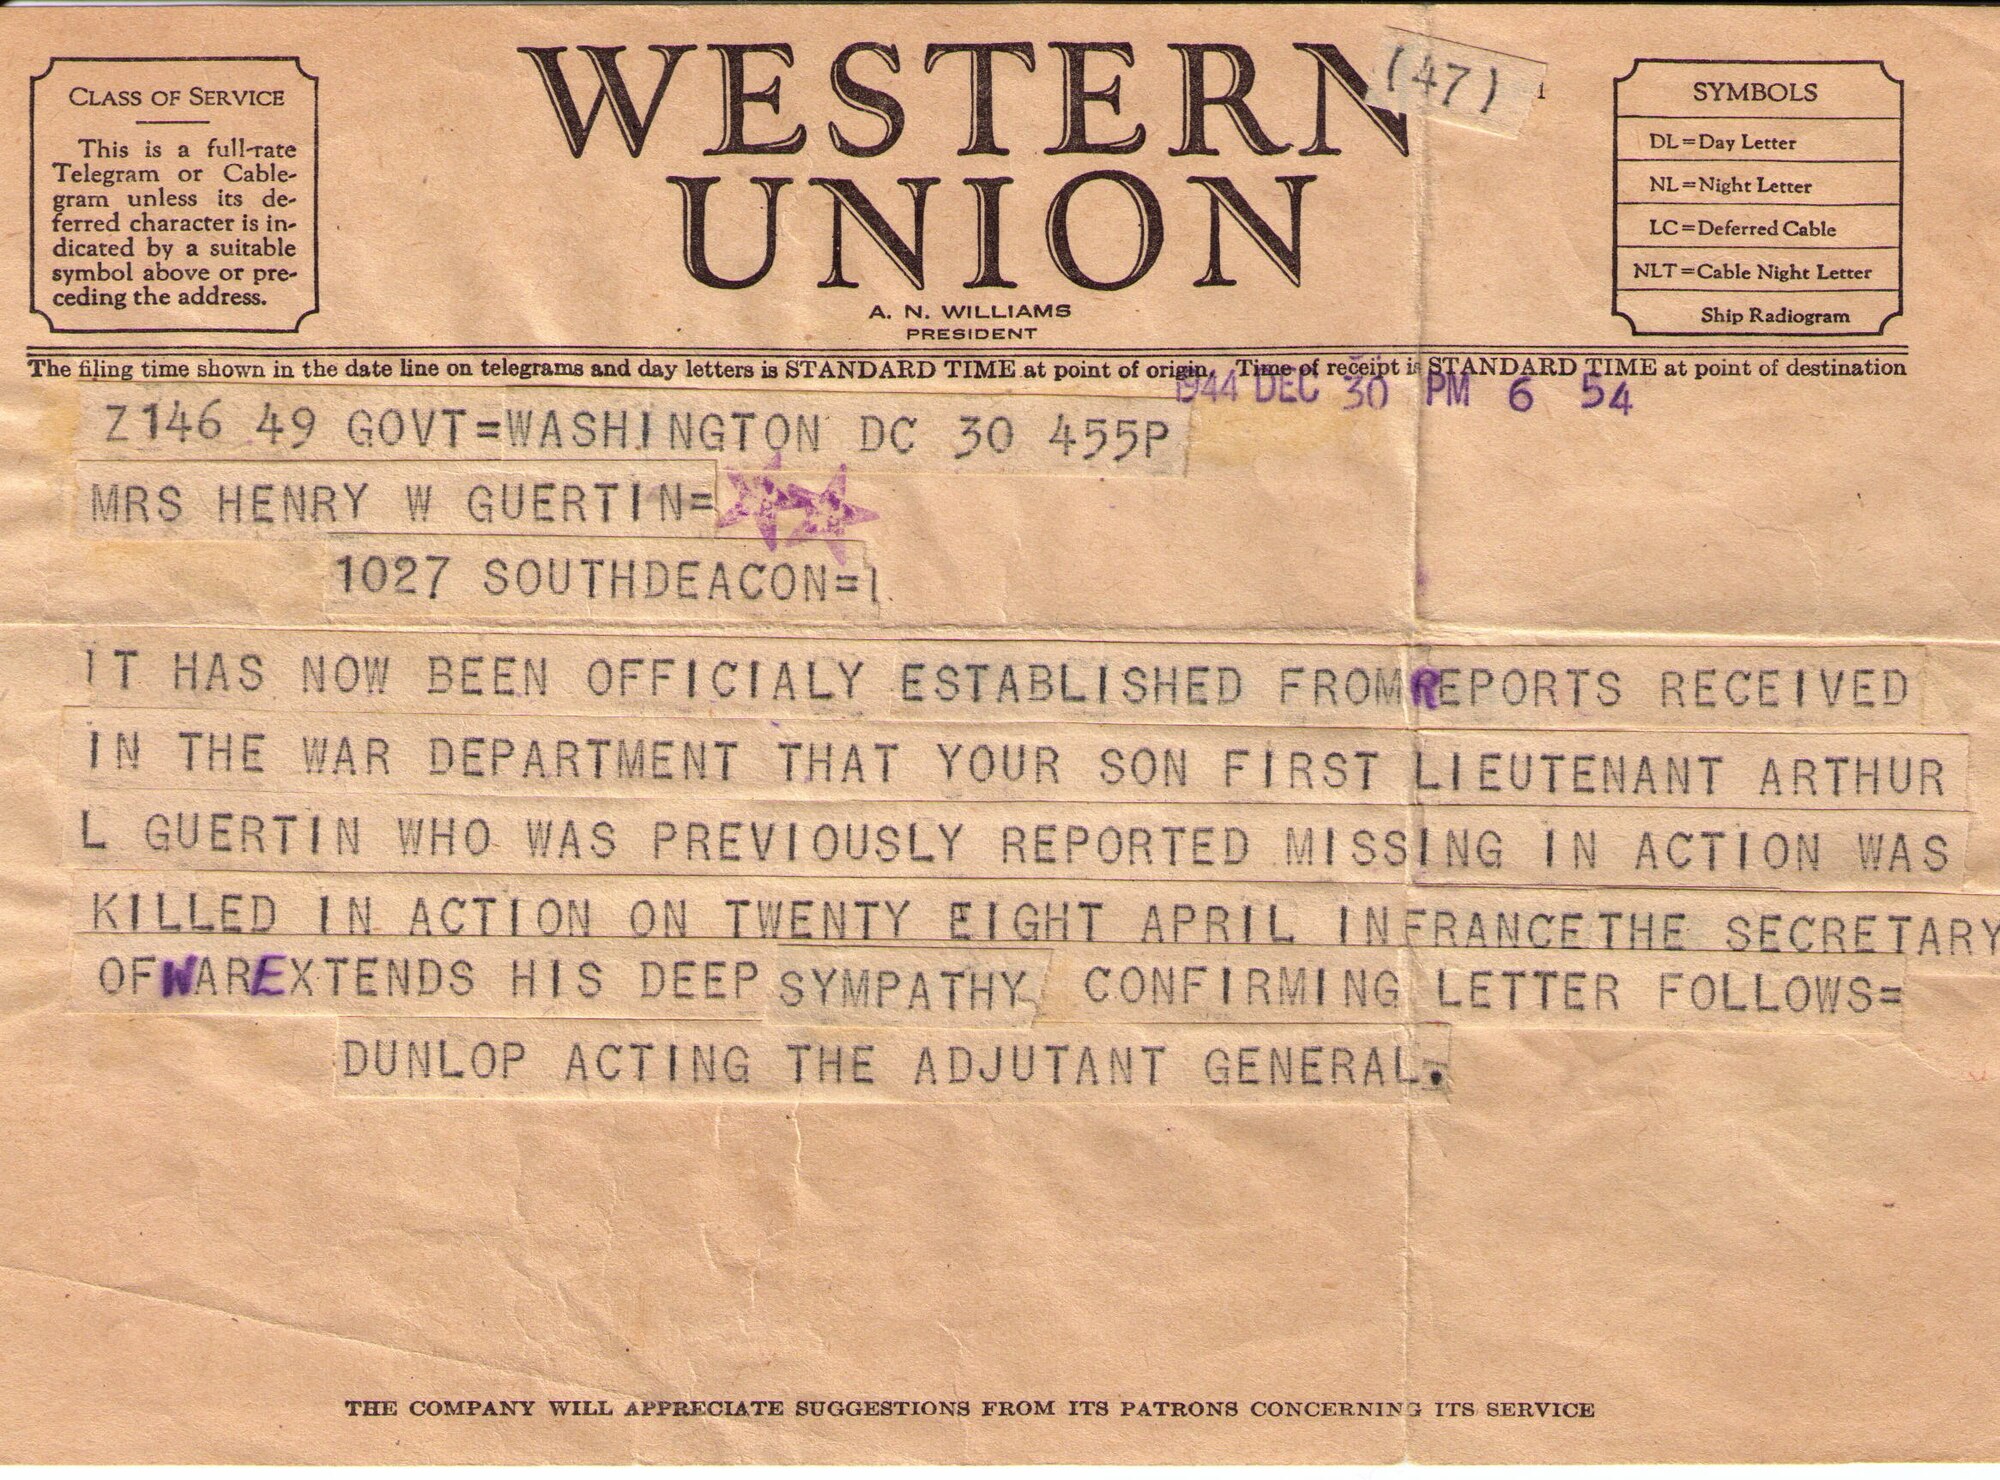 CLASS OF SERVICE
This is a full-rate
Telegram or Cable-
gram unless its de-
ferred character is in-
dicated by a suitable
symbol above or pre-
ceding the address.
WESTERN
UNION
(47)
A. N. WILLIAMS
PRESIDENT
SYMBOLS
DL=Day Letter
NL=Night Letter
LC=Deferred Cable
NLT=Cable Night Letter
Ship Radiogram
The filing time shown in the date line on telegrams and day letters is STANDARD TIME at point of origin. Time of receipt is STANDARD TIME at point of destination
1944 DEC 30 PM 6 54
Z146 49 GOVT=WASHINGTON DC 30 455P
MRS HENRY W GUERTIN=
1027 SOUTHDEACON=
IT HAS NOW BEEN OFFICIALY ESTABLISHED FROMREPORTS RECEIVED
IN THE WAR DEPARTMENT THAT YOUR SON FIRST LIEUTENANT ARTHUR
L GUERTIN WHO WAS PREVIOUSLY REPORTED MISSING IN ACTION WAS
KILLED IN ACTION ON TWENTY EIGHT APRIL INFRANCETHE SECRETARY
OFWAREXTENDS HIS DEEP SYMPATHY CONFIRMING LETTER FOLLOWS=
DUNLOP ACTING THE ADJUTANT GENERAL.
THE COMPANY WILL APPRECIATE SUGGESTIONS FROM ITS PATRONS CONCERNING ITS SERVICE